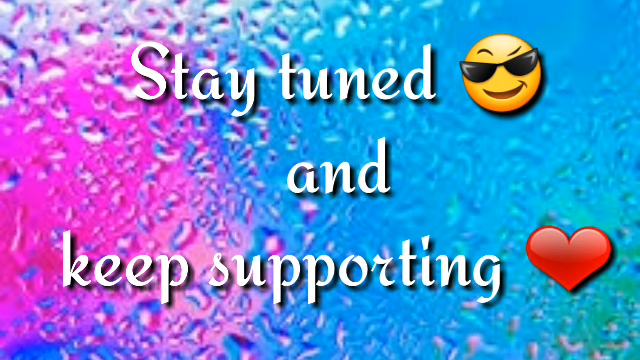 Stay tuned 😎
and
keep supporting ❤️